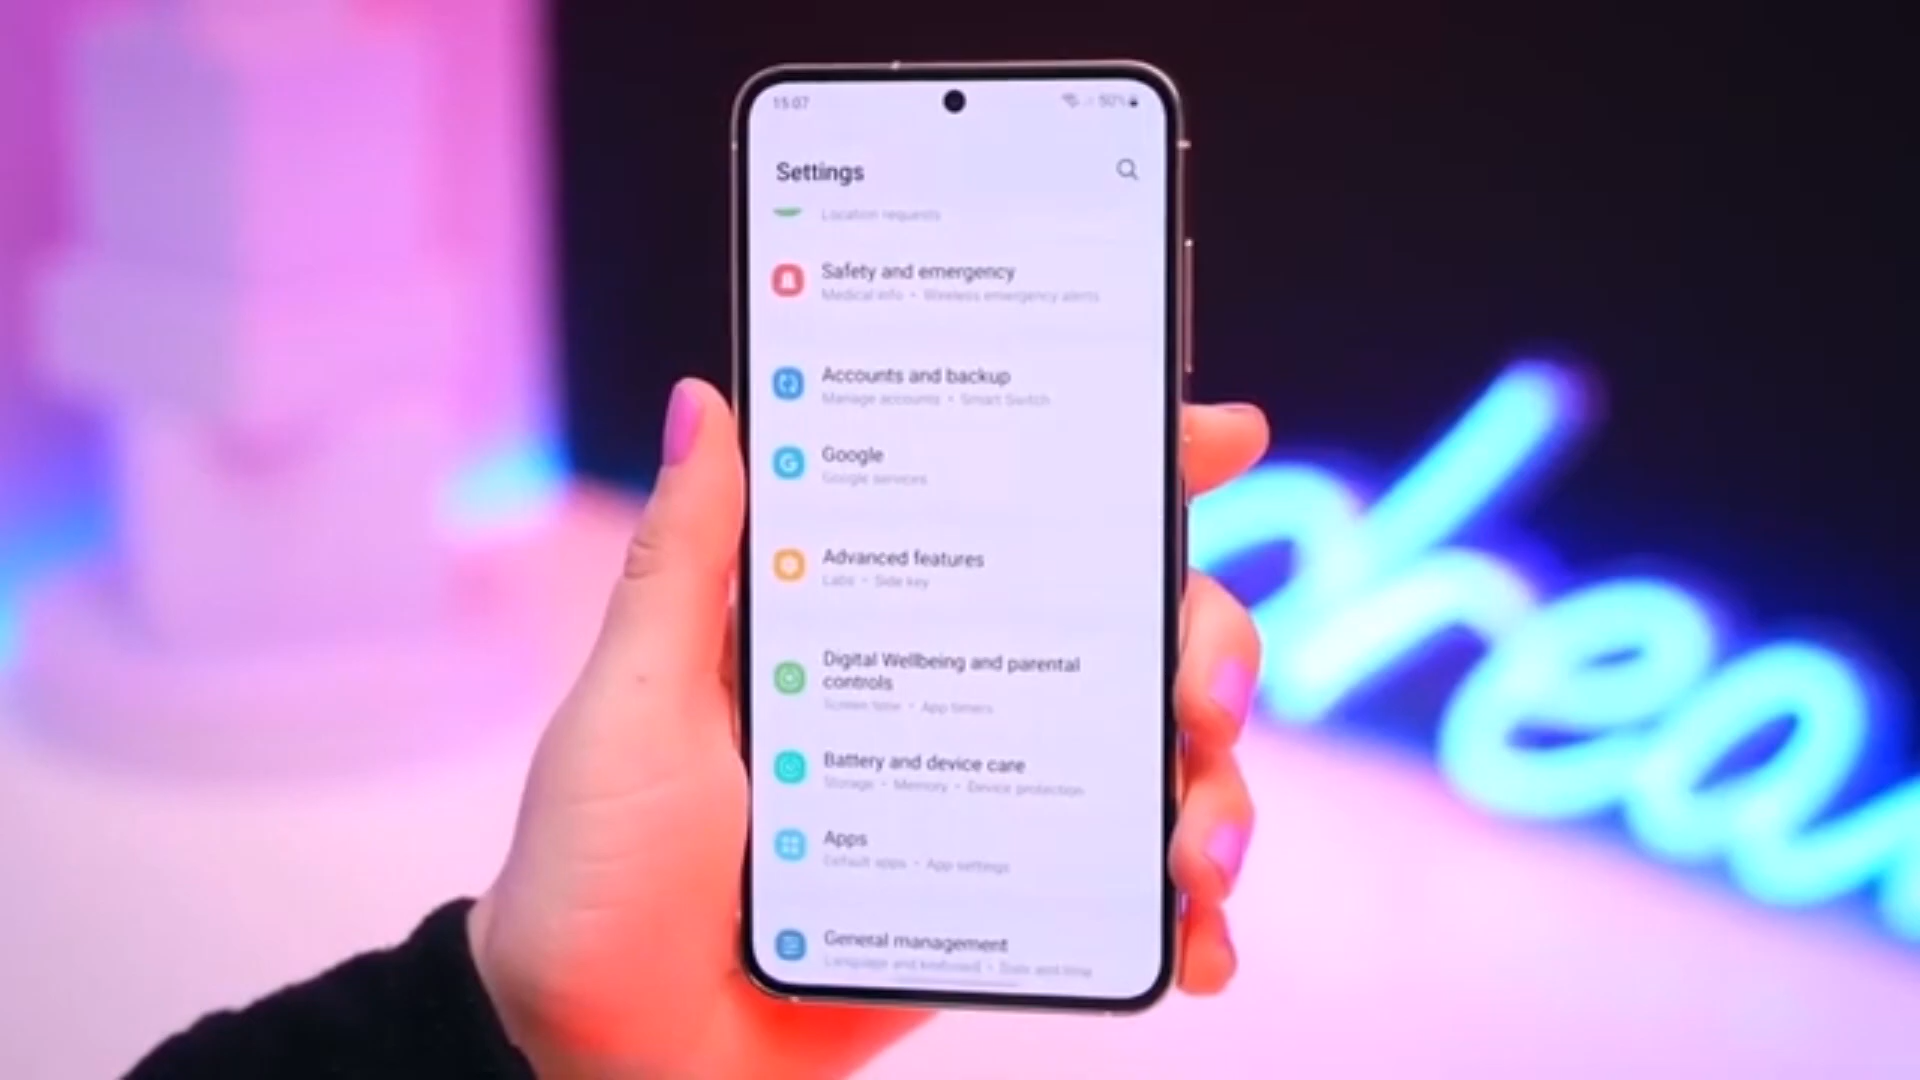 15:07
50%
Settings
Location requests
Safety and emergency
Medical info • Wireless emergency alerts
Accounts and backup
Manage accounts • Smart Switch
Google
Google services
Advanced features
Labs • Side key
Digital Wellbeing and parental
controls
Screen time • App timers
Battery and device care
Storage • Memory • Device protection
Apps
Default apps • App settings
General management
Language and keyboard • Date and time
drea